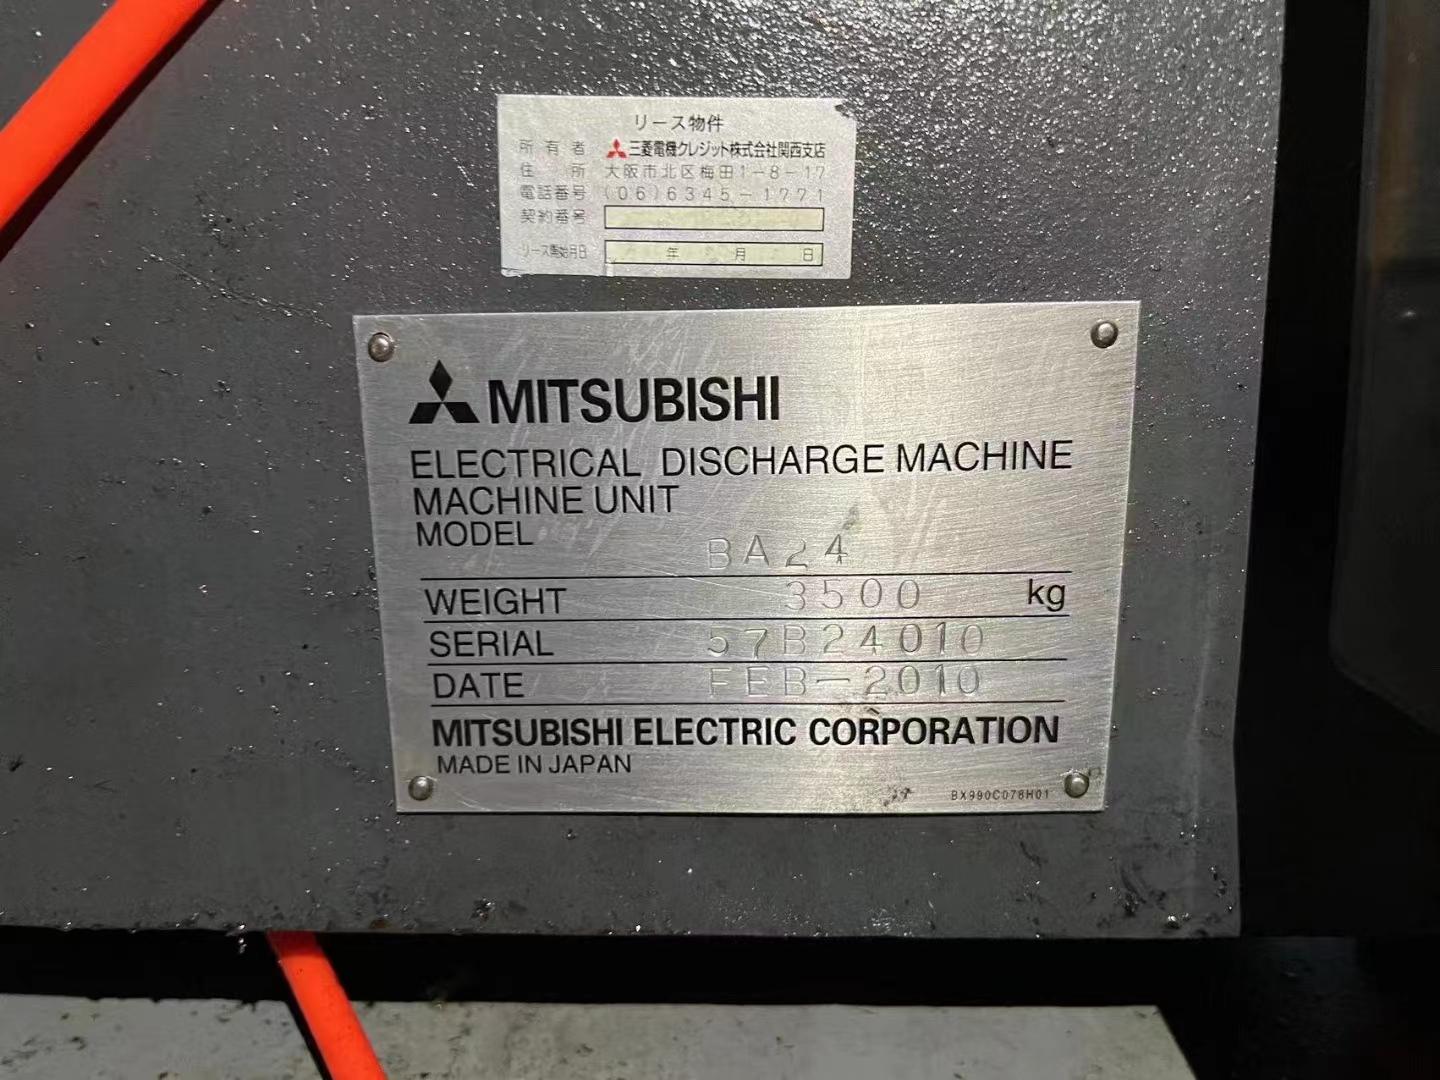 リース物件
所有者 三菱電機クレジット株式会社関西支店
住所 大阪市北区梅田1-8-17
電話番号 (06)6345-1771
契約番号
リース開始月日 年 月 日
MITSUBISHI
ELECTRICAL DISCHARGE MACHINE
MACHINE UNIT
MODEL BA24
WEIGHT 3500 kg
SERIAL 57B24010
DATE FEB-2010
MITSUBISHI ELECTRIC CORPORATION
MADE IN JAPAN
BX990C078H01